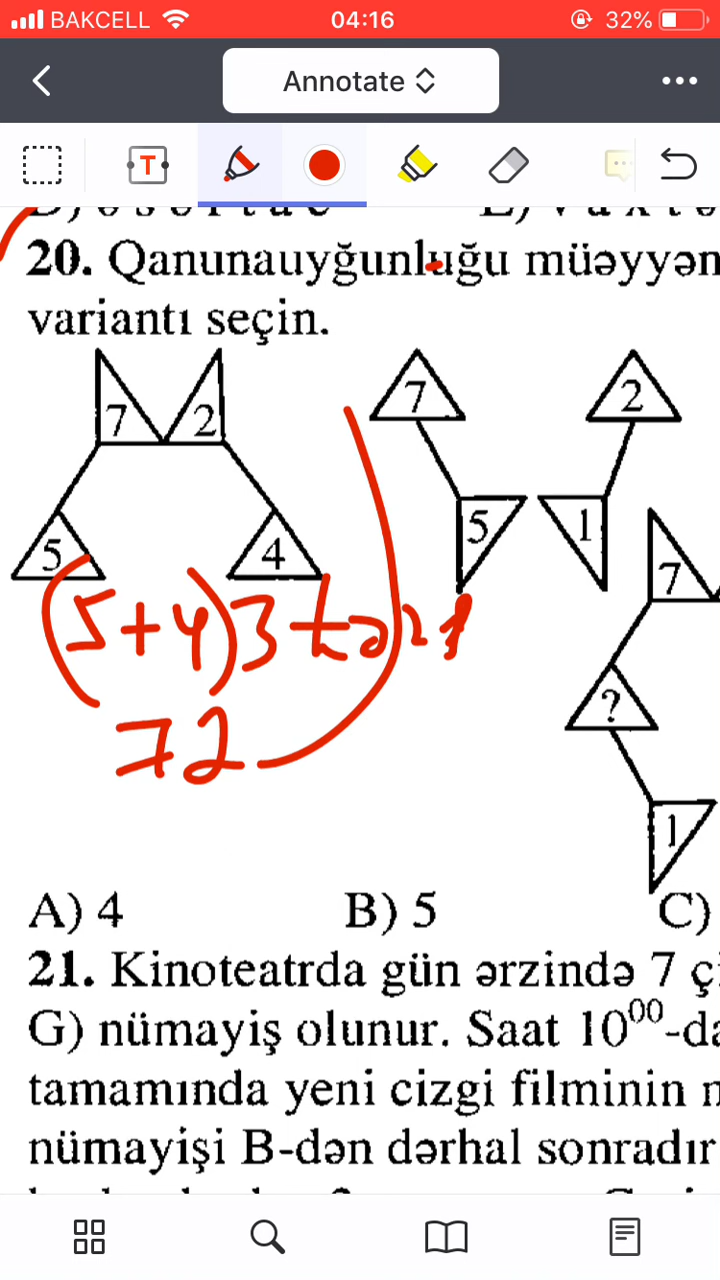 BAKCELL 04:16 32%
Annotate
T
20. Qanunauyğunluğu müəyyən
variantı seçin.
7 2 7 2
5 4 5 1 7
(5+4)3
72
?
1
A) 4 B) 5 C)
21. Kinoteatrda gün ərzində 7
G) nümayiş olunur. Saat 10⁰⁰-da
tamamında yeni cizgi filminin
nümayişi B-dən dərhal sonradır